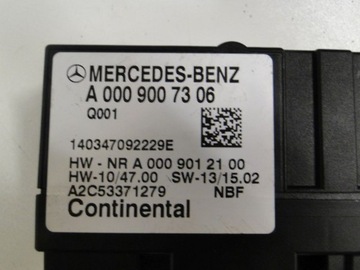 MERCEDES-BENZ
A 000 900 73 06
Q001
140347092229E
HW - NR A 000 901 21 00
HW-10/47.00 SW-13/15.02
A2C53371279 NBF
Continental